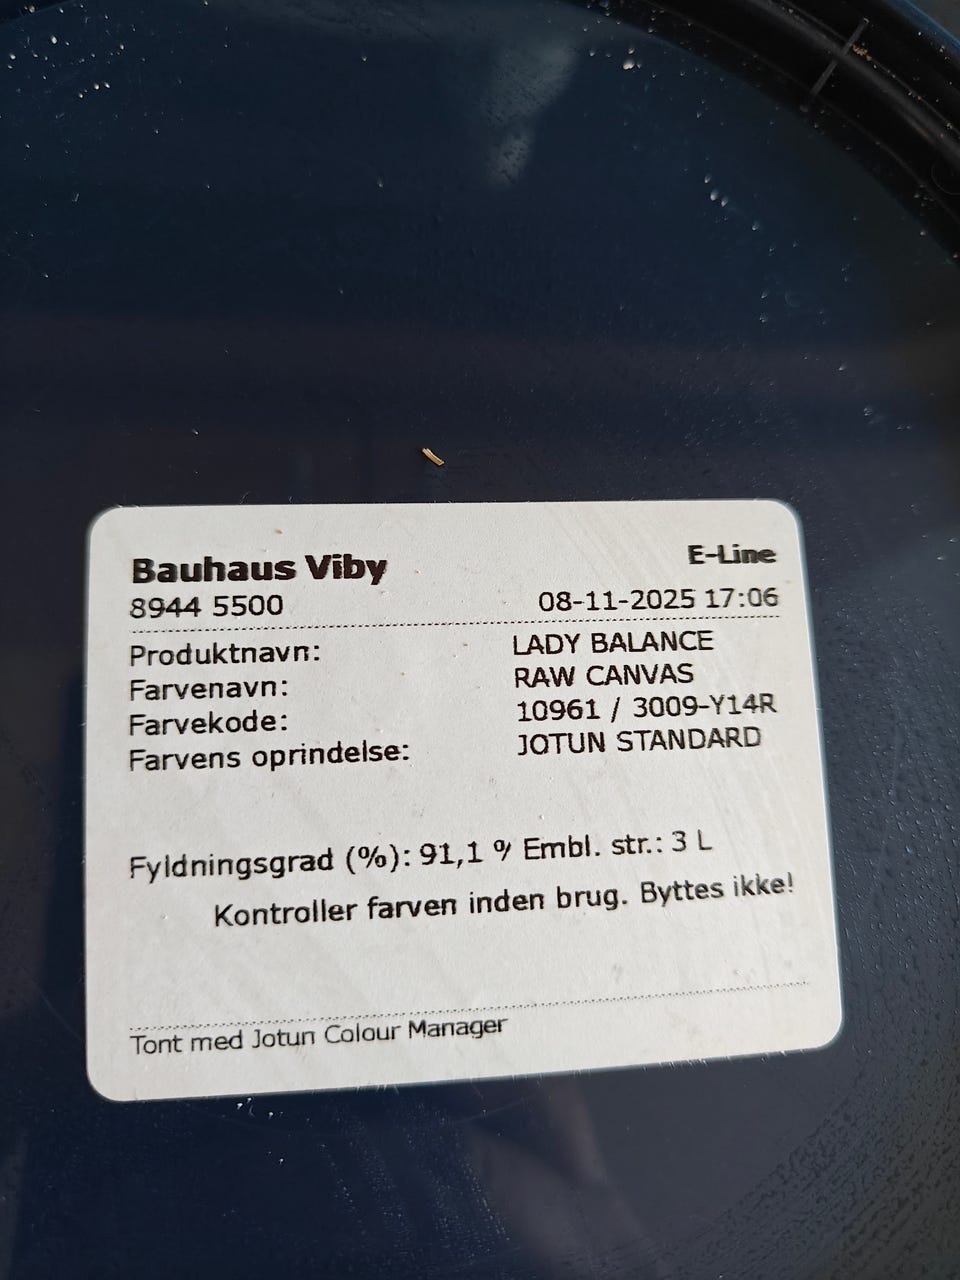 Bauhaus Viby E-Line
8944 5500 08-11-2025 17:06
Produktnavn: LADY BALANCE
Farvenavn: RAW CANVAS
Farvekode: 10961 / 3009-Y14R
Farvens oprindelse: JOTUN STANDARD
Fyldningsgrad (%): 91,1 % Embl. str.: 3 L
Kontroller farven inden brug. Byttes ikke!
Tont med Jotun Colour Manager